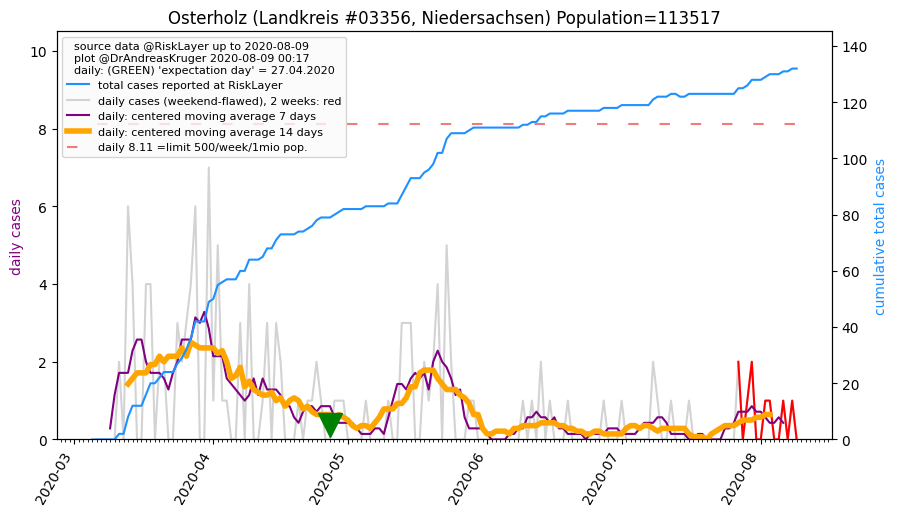 Osterholz (Landkreis #03356, Niedersachsen) Population=113517
source data @RiskLayer up to 2020-08-09
plot @DrAndreasKruger 2020-08-09 00:17
daily: (GREEN) 'expectation day' = 27.04.2020
total cases reported at RiskLayer
daily cases (weekend-flawed), 2 weeks: red
daily: centered moving average 7 days
daily: centered moving average 14 days
daily 8.11 =limit 500/week/1mio pop.
daily cases
10
8
6
4
2
0
cumulative total cases
140
120
100
80
60
40
20
0
2020-03
2020-04
2020-05
2020-06
2020-07
2020-08